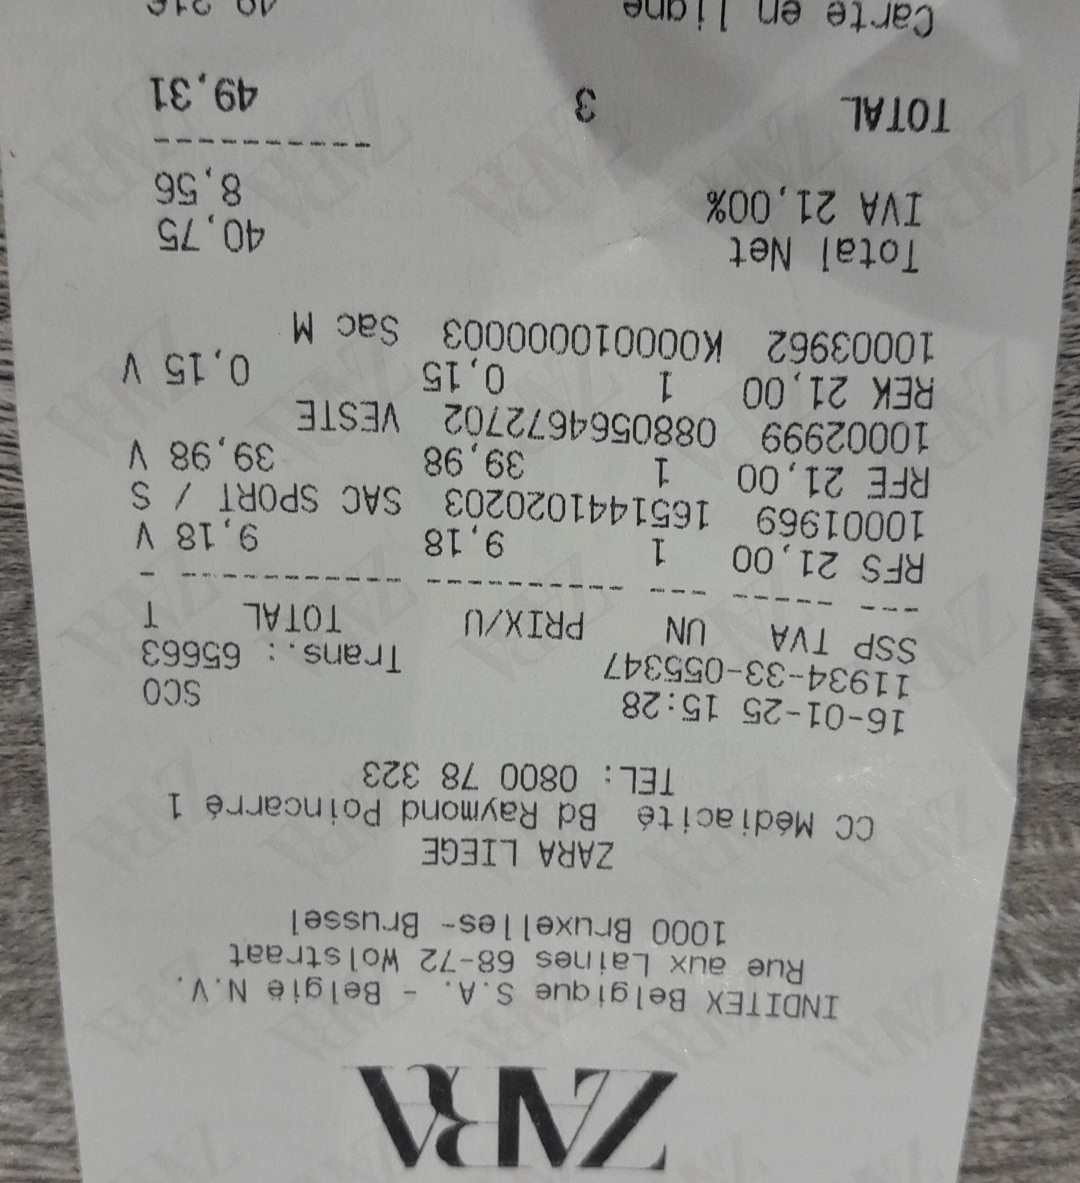 ZARA
INDITEX Belgique S.A. - Belgie N.V.
Rue aux Laines 68-72 Wolstraat
1000 Bruxelles- Brussel
ZARA LIEGE
CC Médiacité Bd Raymond Poincarré 1
TEL: 0800 78 323
16-01-25 15:28 SCO
11934-33-055347 Trans.: 65663
SSP TVA UN PRIX/U TOTAL T
--- ----- --- ---------- ----------- -
RFS 21,00 1 9,18 9,18 V
10001969 1651441020203 SAC SPORT / S
RFE 21,00 1 39,98 39,98 V
10002999 0880564672702 VESTE
REK 21,00 1 0,15 0,15 V
10003962 K000010000003 Sac M
Total Net 40,75
IVA 21,00% 8,56
-----------
TOTAL 3 49,31
Carte en ligne